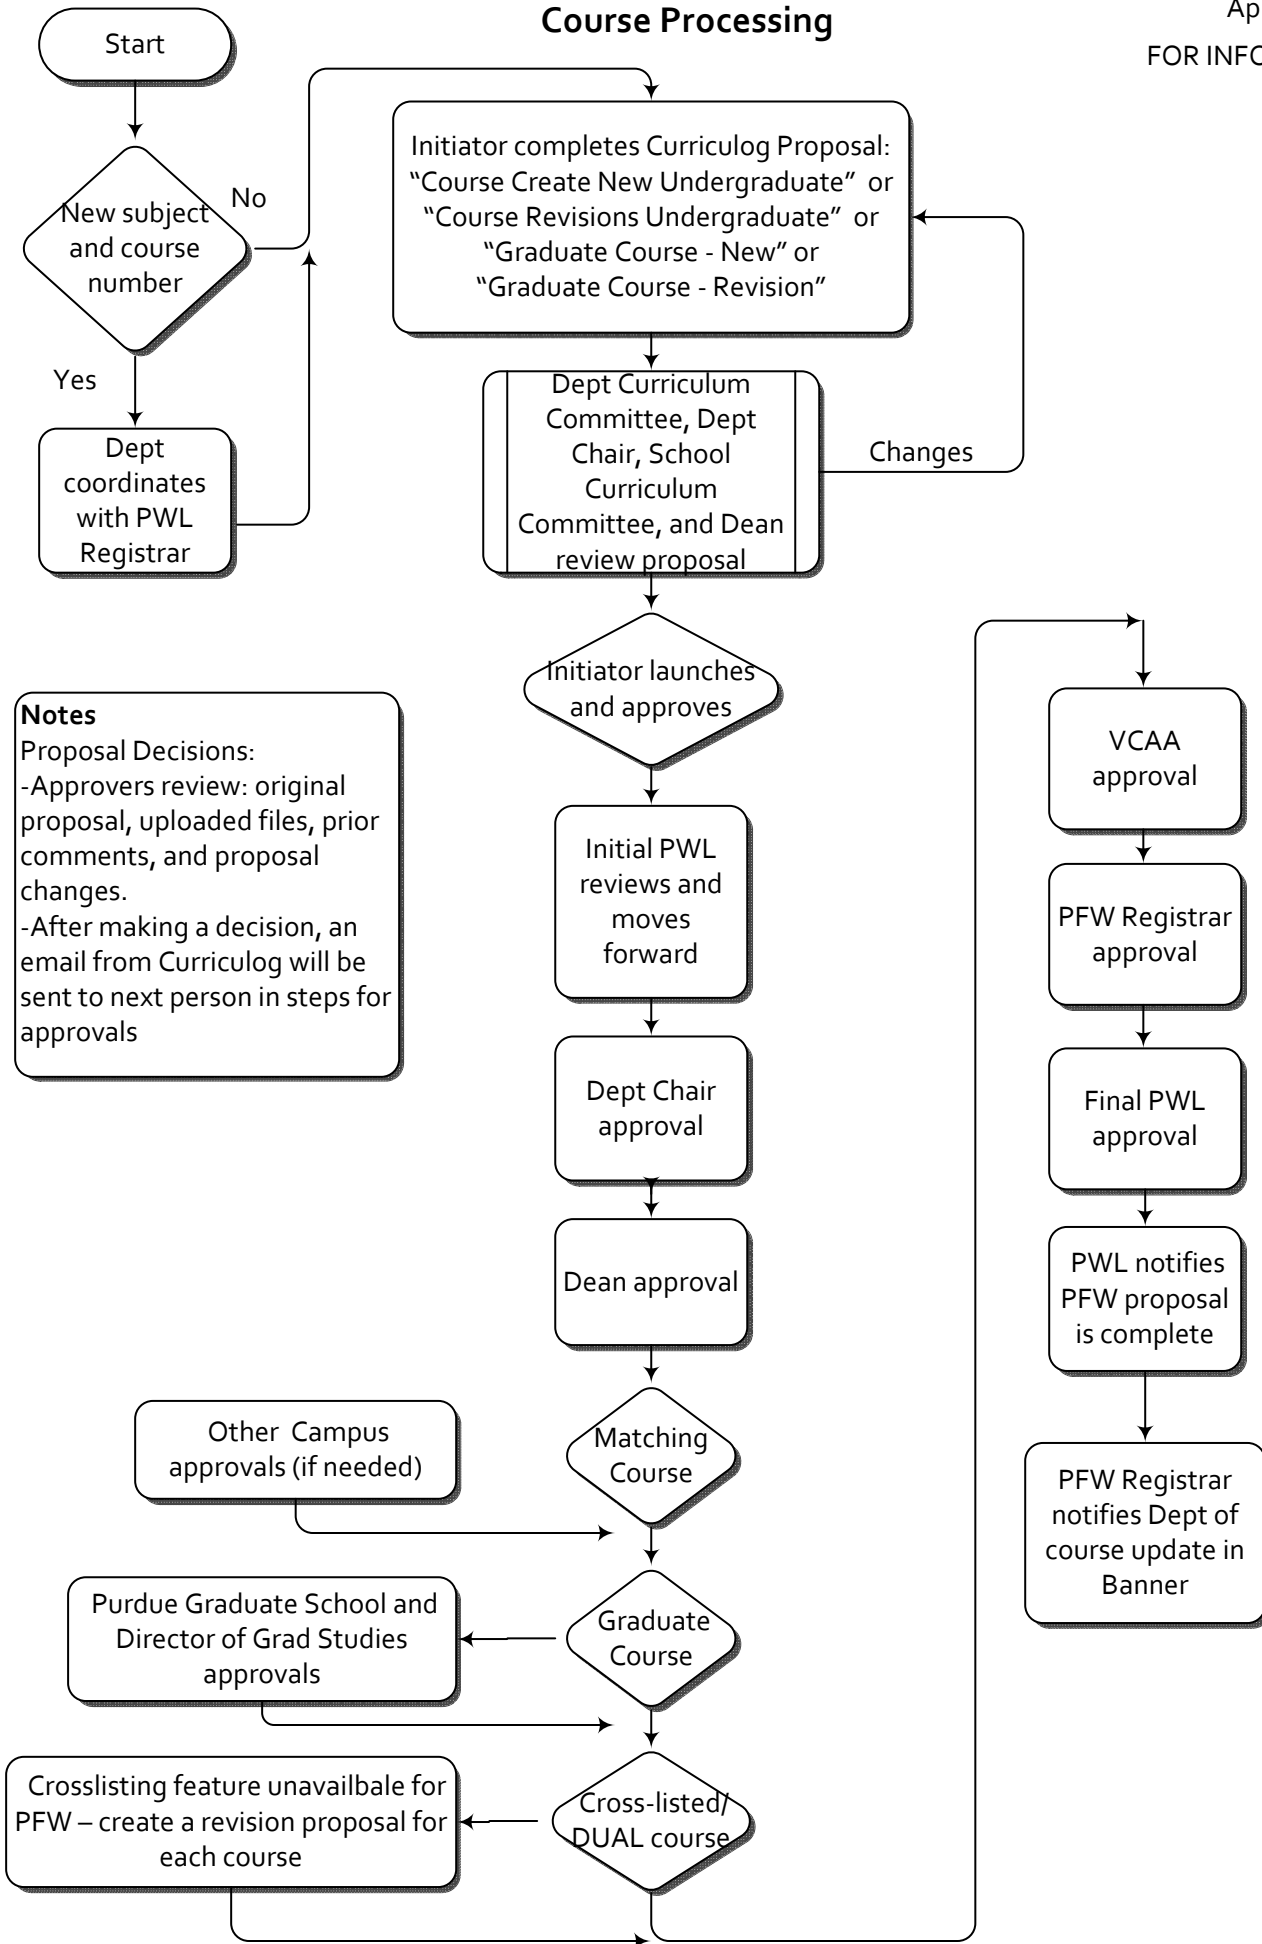 Course Processing
Ap
FOR INFO
Start
New subject
and course
number
No
Yes
Dept
coordinates
with PWL
Registrar
Initiator completes Curriculog Proposal:
“Course Create New Undergraduate”  or
“Course Revisions Undergraduate”  or
“Graduate Course - New” or
“Graduate Course - Revision”
Dept Curriculum
Committee, Dept
Chair, School
Curriculum
Committee, and Dean
review proposal
Changes
Initiator launches
and approves
Notes
Proposal Decisions:
-Approvers review: original
proposal, uploaded files, prior
comments, and proposal
changes.
-After making a decision, an
email from Curriculog will be
sent to next person in steps for
approvals
Initial PWL
reviews and
moves
forward
Dept Chair
approval
Dean approval
Matching
Course
Other  Campus
approvals (if needed)
Graduate
Course
Purdue Graduate School and
Director of Grad Studies
approvals
Cross-listed/
DUAL course
Crosslisting feature unavailbale for
PFW – create a revision proposal for
each course
VCAA
approval
PFW Registrar
approval
Final PWL
approval
PWL notifies
PFW proposal
is complete
PFW Registrar
notifies Dept of
course update in
Banner